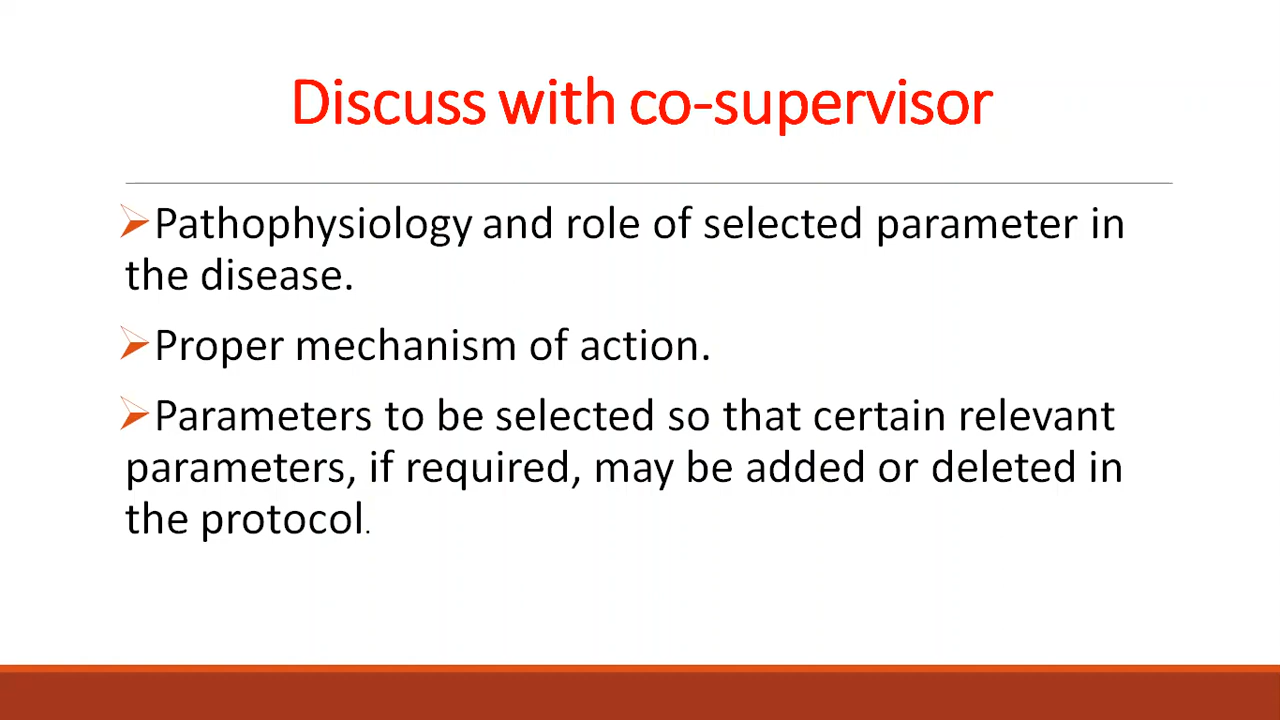 Discuss with co-supervisor
Pathophysiology and role of selected parameter in
the disease.
Proper mechanism of action.
Parameters to be selected so that certain relevant
parameters, if required, may be added or deleted in
the protocol.